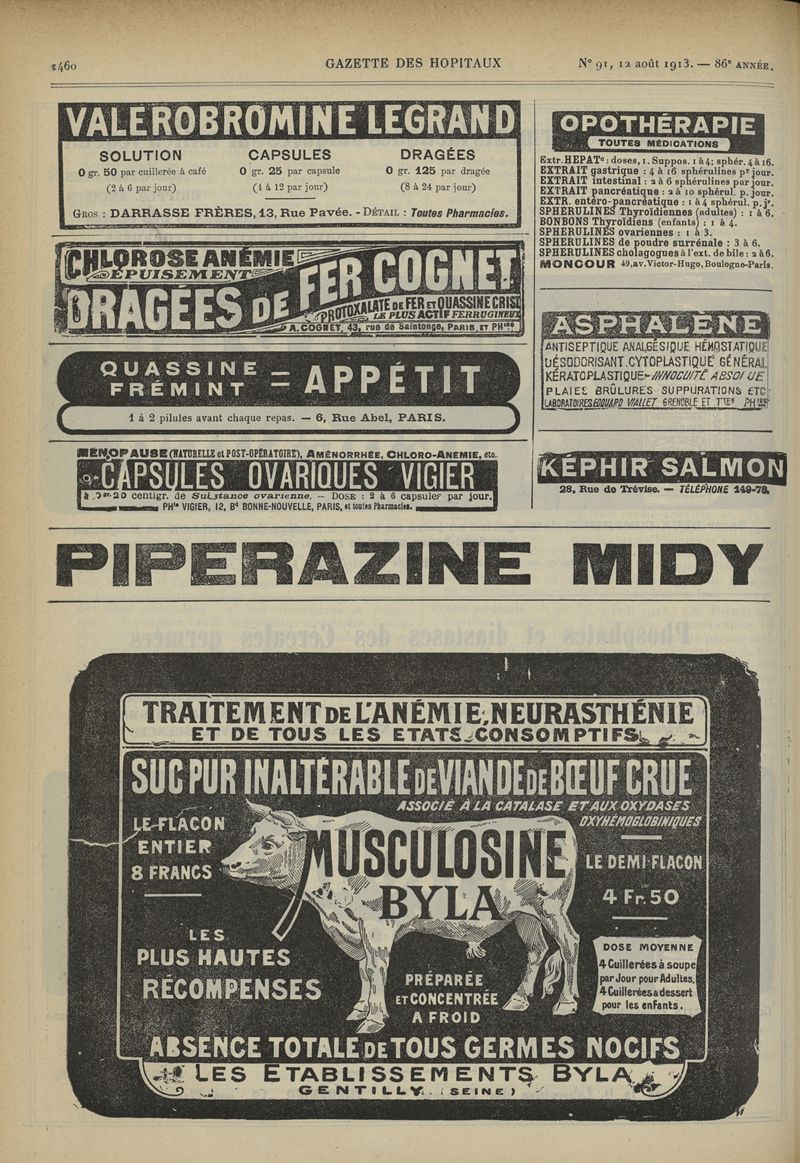 1460
GAZETTE DES HOPITAUX
N° 91, 12 août 1913. — 86e ANNÉE.
VALÉROBROMINE LEGRAND
SOLUTION CAPSULES DRAGÉES
0 gr. 50 par cuillerée à café 0 gr. 25 par capsule 0 gr. 125 par dragée
(2 à 6 par jour) (4 à 12 par jour) (8 à 24 par jour)
GROS : DARRASSE FRÈRES, 13, Rue Pavée. - DÉTAIL : Toutes Pharmacies.
CHLOROSE ANÉMIE
ÉPUISEMENT
DRAGÉES DE FER COGNET
PROTOXALATE DE FER ET QUASSINE CRIST
LE PLUS ACTIF FERRUGINEUX
A. COGNET, 43, rue de Saintonge, PARIS, ET PHies
QUASSINE
FRÉMINT = APPÉTIT
1 à 2 pilules avant chaque repas. — 6, Rue Abel, PARIS.
MÉNOPAUSE (NATURELLE et POST-OPÉRATOIRE), AMÉNORRHÉE, CHLORO-ANÉMIE, etc.
CAPSULES OVARIQUES VIGIER
à 0gr 20 centigr. de Substance ovarienne. — DOSE : 2 à 6 capsules par jour.
PHie VIGIER, 12, Bd BONNE-NOUVELLE, PARIS, et toutes Pharmacies.
OPOTHÉRAPIE
TOUTES MÉDICATIONS
Extr. HEPATe : doses, 1. Suppos. 1 à 4; sphér. 4 à 16.
EXTRAIT gastrique : 4 à 16 sphérulines pr jour.
EXTRAIT intestinal : 2 à 6 sphérulines par jour.
EXTRAIT pancréatique : 2 à 10 sphérul. p. jour.
EXTR. entéro-pancréatique : 1 à 4 sphérul. p. jr.
SPHERULINES Thyroïdiennes (adultes) : 1 à 6.
BONBONS Thyroïdiens (enfants) : 1 à 4.
SPHERULINES ovariennes : 1 à 3.
SPHERULINES de poudre surrénale : 3 à 6.
SPHERULINES cholagogues à l'ext. de bile : 2 à 6.
MONCOUR 49, av. Victor-Hugo, Boulogne-Paris.
ASPHALÈNE
ANTISEPTIQUE ANALGÉSIQUE HÉMOSTATIQUE
DÉSODORISANT. CYTOPLASTIQUE GÉNÉRAL
KÉRATOPLASTIQUE - INNOCUITÉ ABSOLUE
PLAIES BRÛLURES SUPPURATIONS ETC
LABORATOIRES EDOUARD VIALLET GRENOBLE ET TTES PHIES
KÉPHIR SALMON
28, Rue de Trévise. — TÉLÉPHONE 149-78.
PIPERAZINE MIDY
TRAITEMENT DE L'ANÉMIE, NEURASTHÉNIE
ET DE TOUS LES ETATS CONSOMPTIFS
SUC PUR INALTÉRABLE DE VIANDE DE BŒUF CRUE
ASSOCIÉ À LA CATALASE ET AUX OXYDASES
OXYHÉMOGLOBINIQUES
LE FLACON
ENTIER
8 FRANCS
MUSCULOSINE
BYLA
LE DEMI-FLACON
4 Fr. 50
LES
PLUS HAUTES
RÉCOMPENSES
PRÉPARÉE
ET CONCENTRÉE
A FROID
DOSE MOYENNE
4 Cuillerées à soupe
par Jour pour Adultes,
4 Cuillerées à dessert
pour les enfants.
ABSENCE TOTALE DE TOUS GERMES NOCIFS
LES ETABLISSEMENTS BYLA
GENTILLY (SEINE)